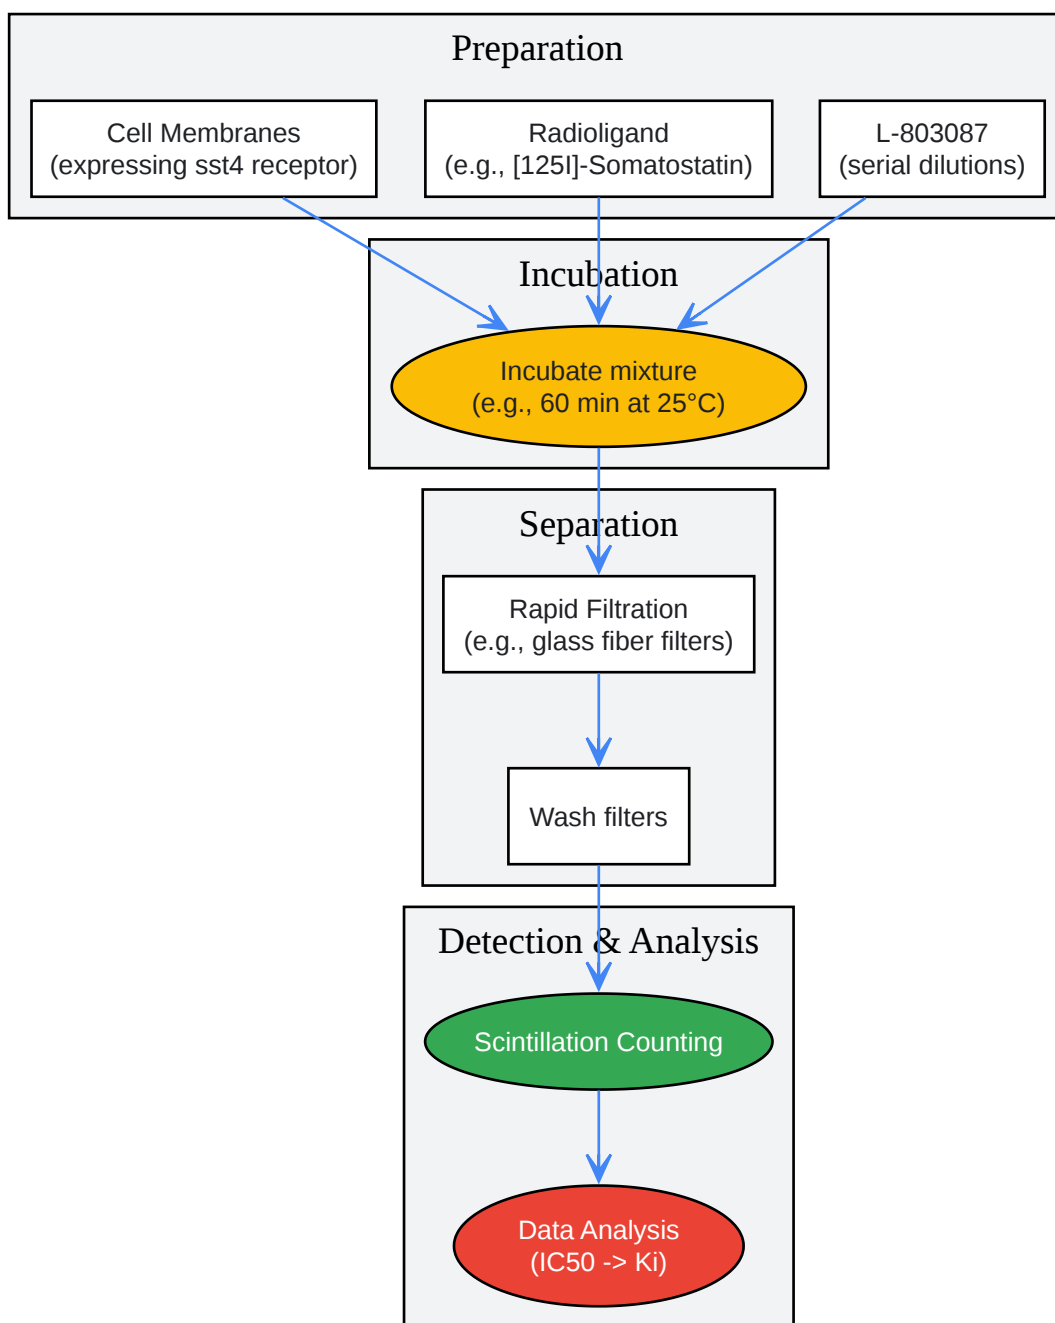 Preparation
Cell Membranes
(expressing sst4 receptor)
Radioligand
(e.g., [125I]-Somatostatin)
L-803087
(serial dilutions)
Incubation
Incubate mixture
(e.g., 60 min at 25°C)
Separation
Rapid Filtration
(e.g., glass fiber filters)
Wash filters
Detection & Analysis
Scintillation Counting
Data Analysis
(IC50 -> Ki)